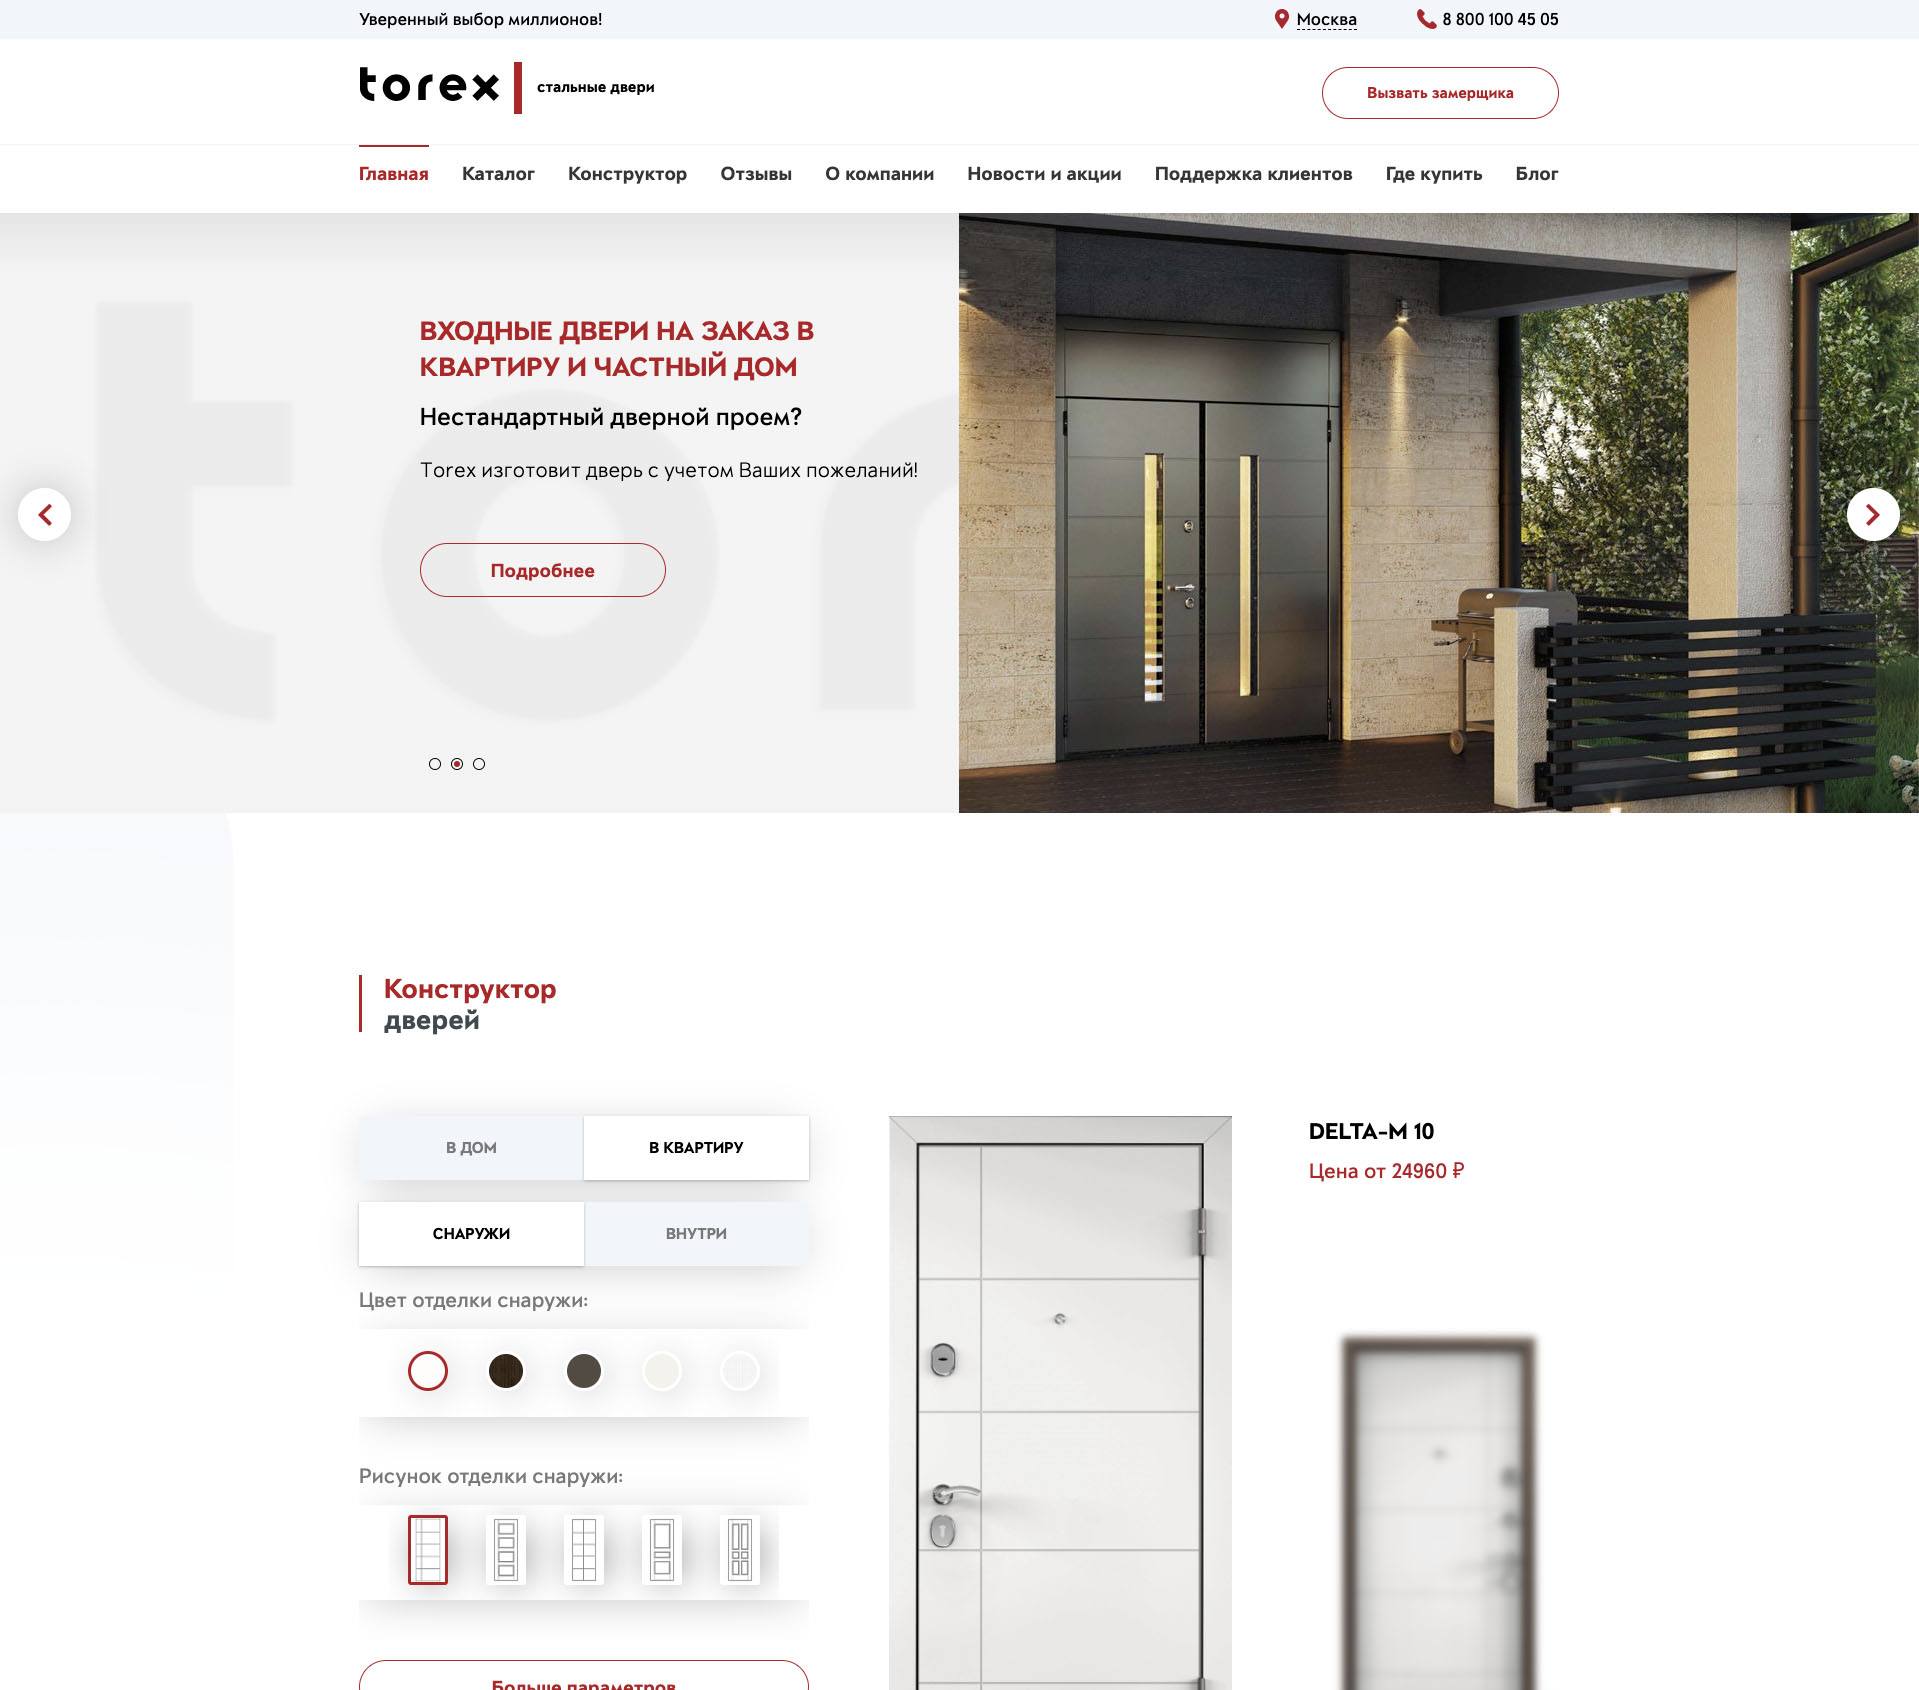 Уверенный выбор миллионов!
Москва
8 800 100 45 05
torex
стальные двери
Вызвать замерщика
Главная
Каталог
Конструктор
Отзывы
О компании
Новости и акции
Поддержка клиентов
Где купить
Блог
ВХОДНЫЕ ДВЕРИ НА ЗАКАЗ В
КВАРТИРУ И ЧАСТНЫЙ ДОМ
Нестандартный дверной проем?
Torex изготовит дверь с учетом Ваших пожеланий!
Подробнее
Конструктор
дверей
В ДОМ
В КВАРТИРУ
СНАРУЖИ
ВНУТРИ
Цвет отделки снаружи:
Рисунок отделки снаружи:
Больше параметров
DELTA-M 10
Цена от 24960 ₽